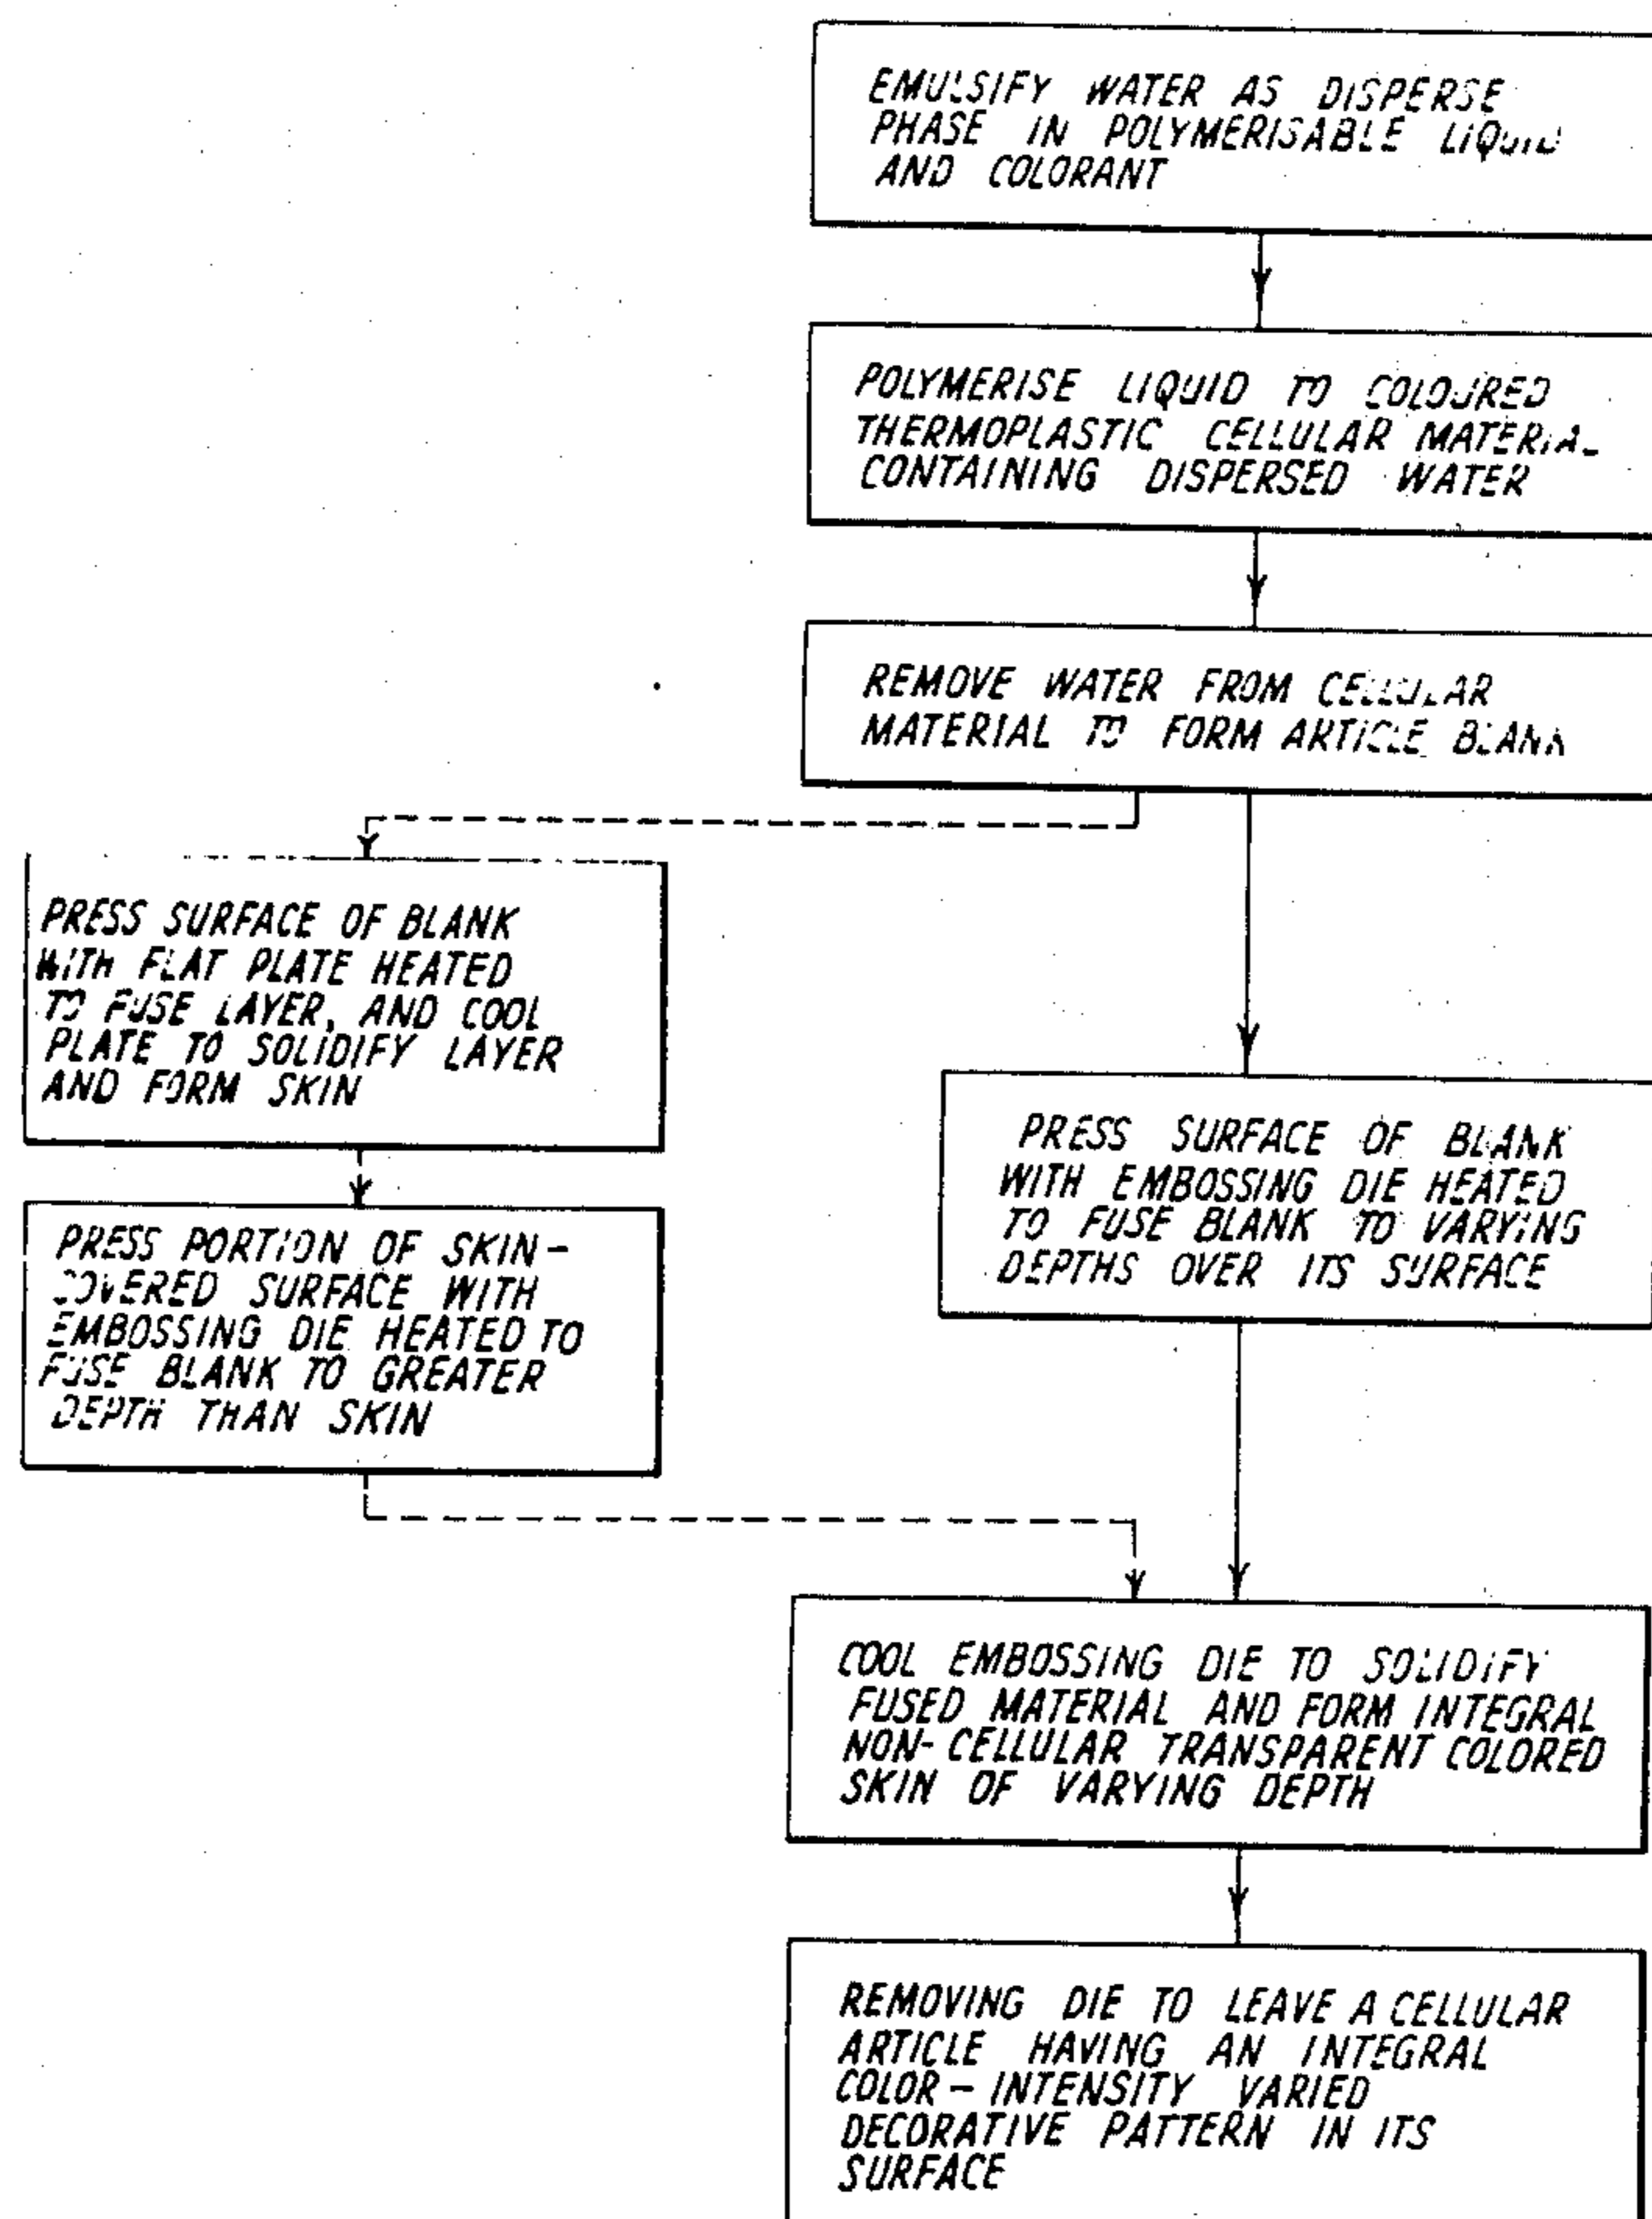 EMULSIFY WATER AS DISPERSE
PHASE IN POLYMERISABLE LIQUID
AND COLORANT
POLYMERISE LIQUID TO COLOURED
THERMOPLASTIC CELLULAR MATERIAL
CONTAINING DISPERSED WATER
REMOVE WATER FROM CELLULAR
MATERIAL TO FORM ARTICLE BLANK
PRESS SURFACE OF BLANK
WITH FLAT PLATE HEATED
TO FUSE LAYER, AND COOL
PLATE TO SOLIDIFY LAYER
AND FORM SKIN
PRESS SURFACE OF BLANK
WITH EMBOSSING DIE HEATED
TO FUSE BLANK TO VARYING
DEPTHS OVER ITS SURFACE
PRESS PORTION OF SKIN-
COVERED SURFACE WITH
EMBOSSING DIE HEATED TO
FUSE BLANK TO GREATER
DEPTH THAN SKIN
COOL EMBOSSING DIE TO SOLIDIFY
FUSED MATERIAL AND FORM INTEGRAL
NON-CELLULAR TRANSPARENT COLORED
SKIN OF VARYING DEPTH
REMOVING DIE TO LEAVE A CELLULAR
ARTICLE HAVING AN INTEGRAL
COLOR-INTENSITY VARIED
DECORATIVE PATTERN IN ITS
SURFACE